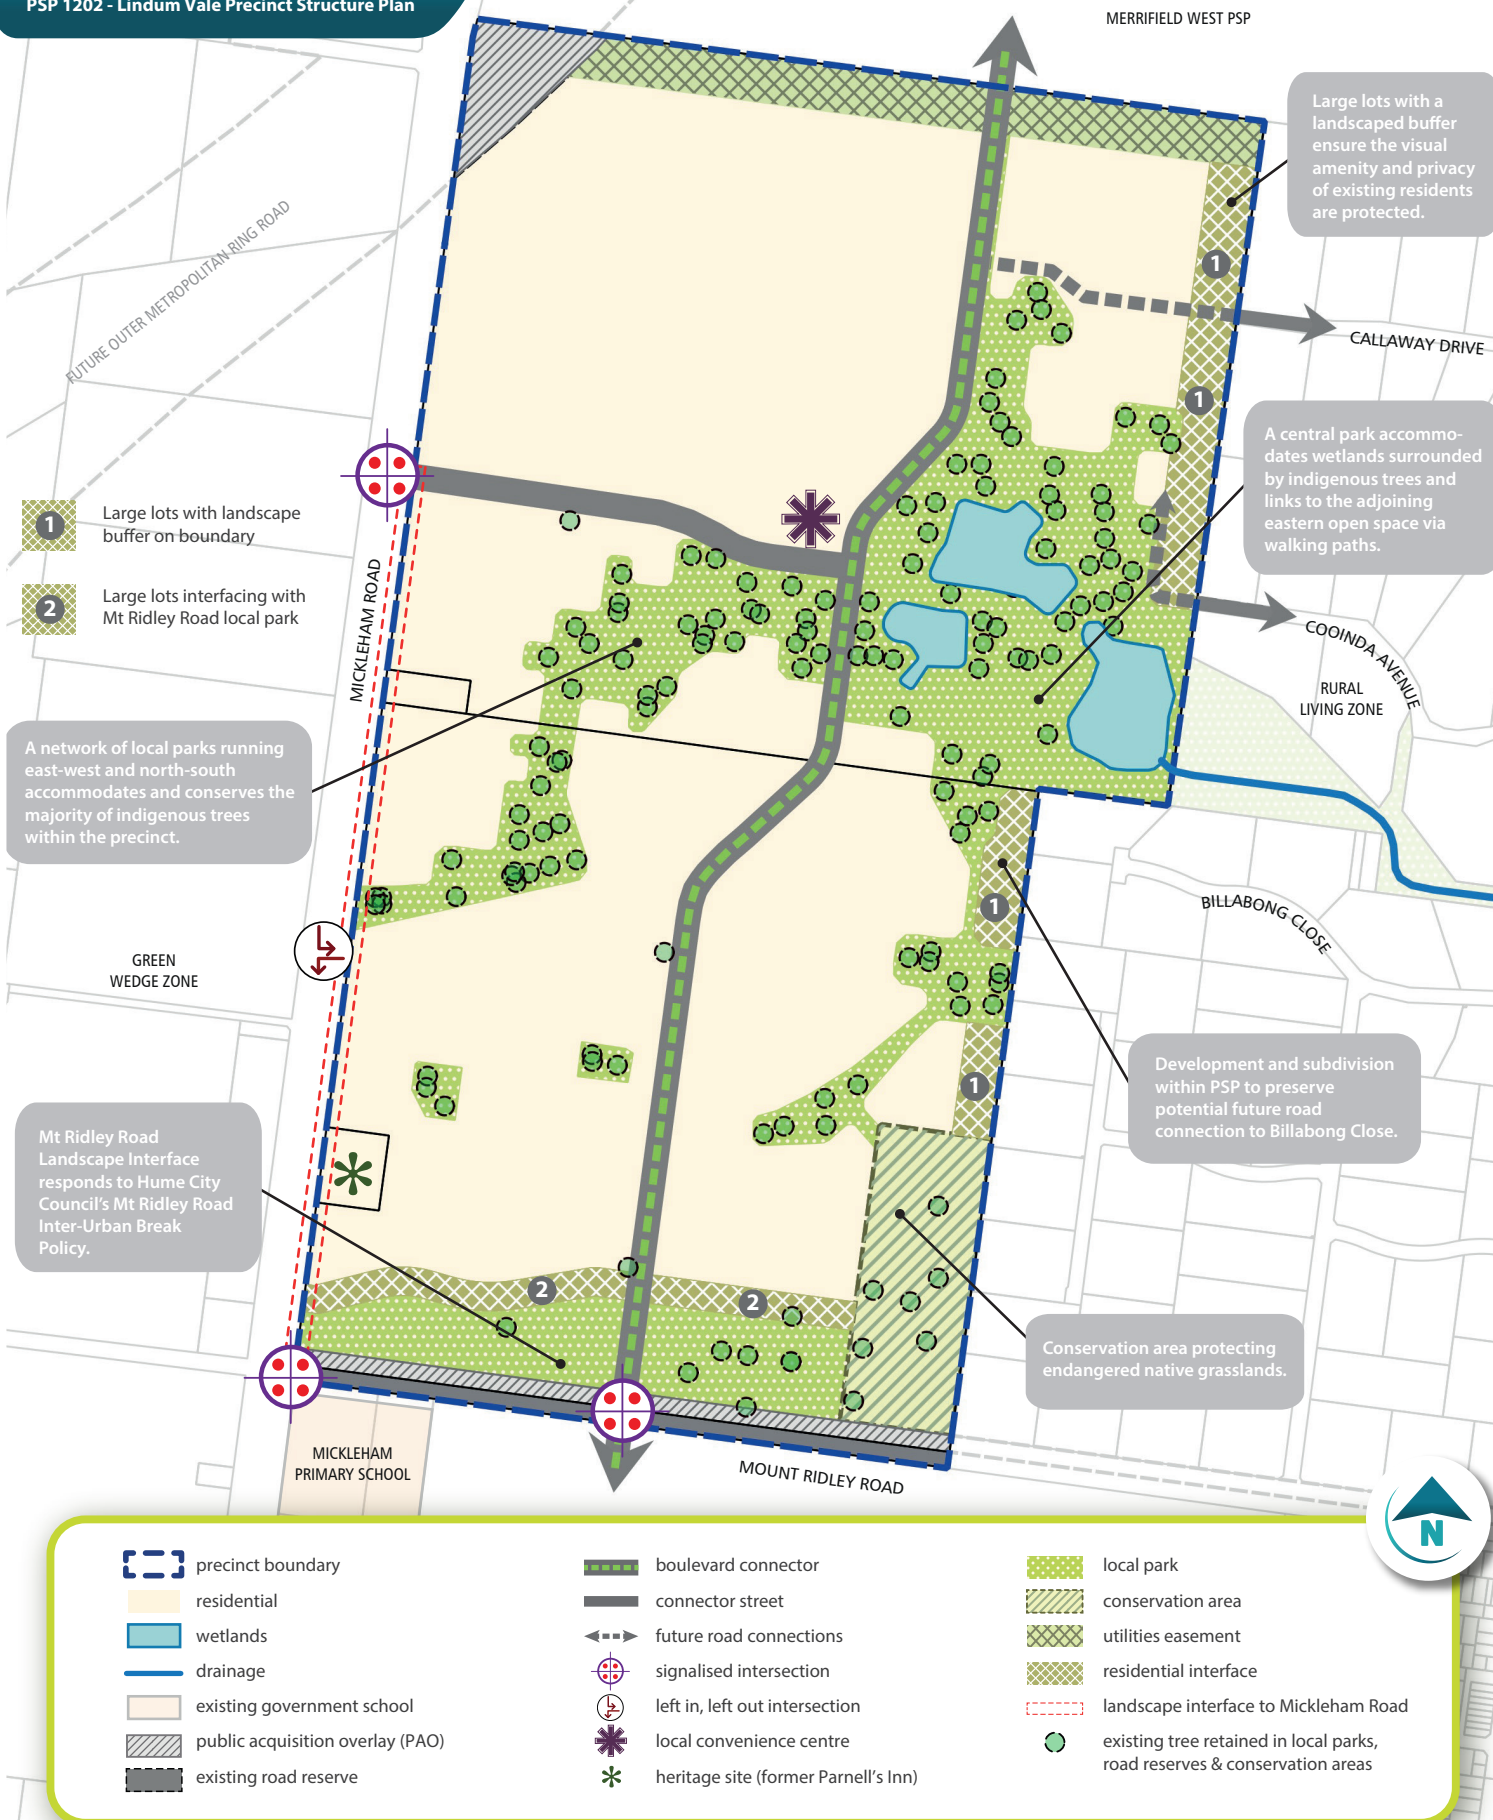 PSP 1202 - Lindum Vale Precinct Structure Plan
MERRIFIELD WEST PSP
Large lots with a
landscaped buffer
ensure the visual
amenity and privacy
of existing residents
are protected.
FUTURE OUTER METROPOLITAN RING ROAD
1
CALLAWAY DRIVE
1
A central park accommo-
dates wetlands surrounded
by indigenous trees and
links to the adjoining
eastern open space via
walking paths.
1
Large lots with landscape
buffer on boundary
2
Large lots interfacing with
Mt Ridley Road local park
MICKLEHAM ROAD
COOINDA AVENUE
RURAL
LIVING ZONE
A network of local parks running
east-west and north-south
accommodates and conserves the
majority of indigenous trees
within the precinct.
1
BILLABONG CLOSE
GREEN
WEDGE ZONE
Development and subdivision
within PSP to preserve
potential future road
connection to Billabong Close.
1
Mt Ridley Road
Landscape Interface
responds to Hume City
Council's Mt Ridley Road
Inter-Urban Break
Policy.
2
2
Conservation area protecting
endangered native grasslands.
MICKLEHAM
PRIMARY SCHOOL
MOUNT RIDLEY ROAD
N
precinct boundary
residential
wetlands
drainage
existing government school
public acquisition overlay (PAO)
existing road reserve
boulevard connector
connector street
future road connections
signalised intersection
left in, left out intersection
local convenience centre
heritage site (former Parnell's Inn)
local park
conservation area
utilities easement
residential interface
landscape interface to Mickleham Road
existing tree retained in local parks,
road reserves & conservation areas